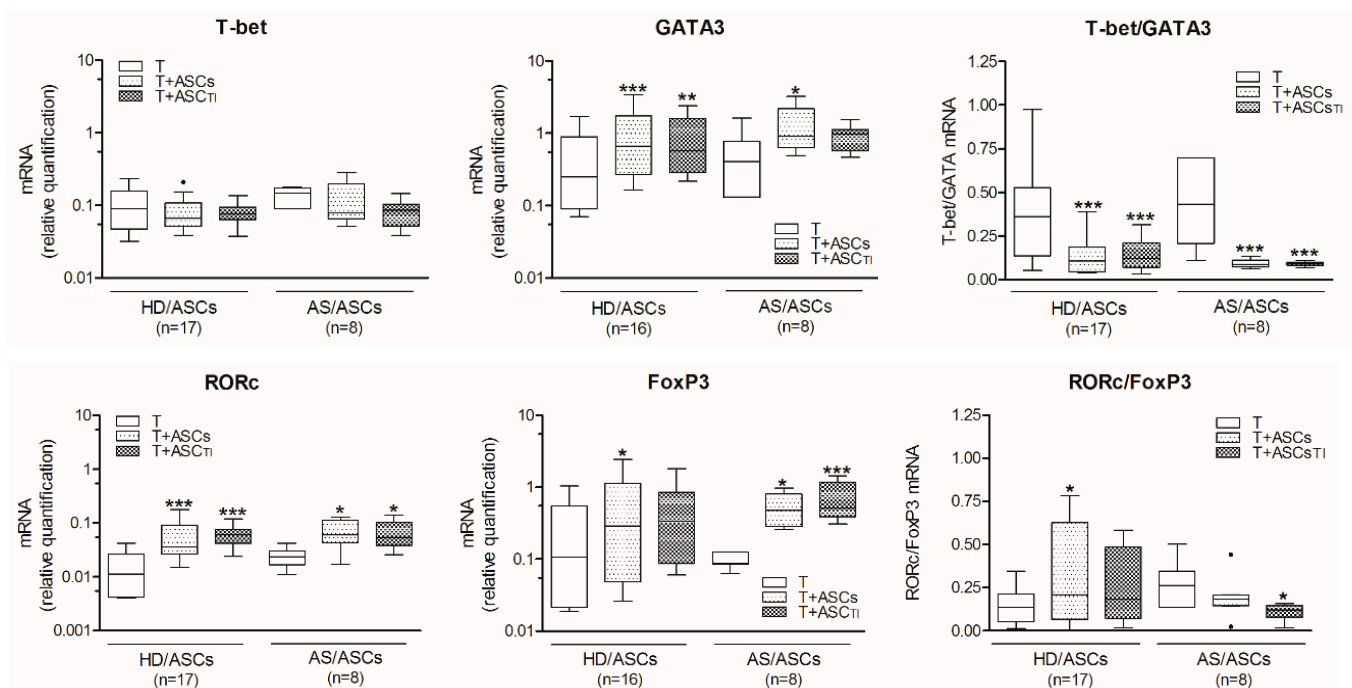 T-bet
10
1
0.1
0.01
mRNA
(relative quantification)
T
T+ASCs
T+ASCTI
HD/ASCs
(n=17)
AS/ASCs
(n=8)
GATA3
10
1
0.1
0.01
mRNA
(relative quantification)
***
**
*
T
T+ASCs
T+ASCTI
HD/ASCs
(n=16)
AS/ASCs
(n=8)
T-bet/GATA3
1.25
1.00
0.75
0.50
0.25
0.00
T-bet/GATA mRNA
T
T+ASCs
T+ASCsTI
***
***
***
***
HD/ASCs
(n=17)
AS/ASCs
(n=8)
RORc
10
1
0.1
0.01
0.001
mRNA
(relative quantification)
T
T+ASCs
T+ASCTI
***
***
*
*
HD/ASCs
(n=17)
AS/ASCs
(n=8)
FoxP3
10
1
0.1
0.01
mRNA
(relative quantification)
*
*
***
T
T+ASCs
T+ASCTI
HD/ASCs
(n=16)
AS/ASCs
(n=8)
RORc/FoxP3
1.25
1.00
0.75
0.50
0.25
0.00
RORc/FoxP3 mRNA
T
T+ASCs
T+ASCsTI
*
*
HD/ASCs
(n=17)
AS/ASCs
(n=8)